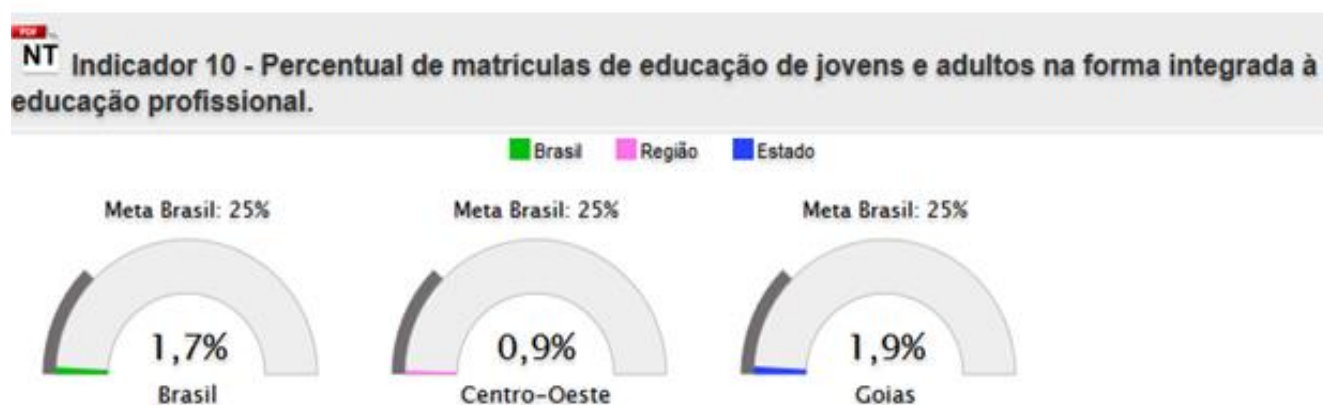 PDF
NT Indicador 10 - Percentual de matrículas de educação de jovens e adultos na forma integrada à
educação profissional.
Brasil Região Estado
Meta Brasil: 25% Meta Brasil: 25% Meta Brasil: 25%
1,7% 0,9% 1,9%
Brasil Centro-Oeste Goias